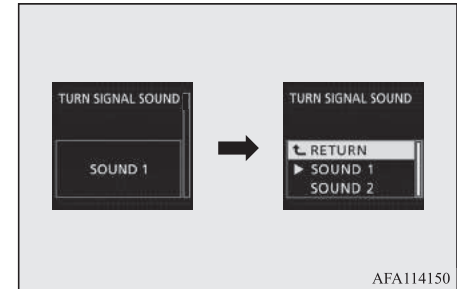 TURN SIGNAL SOUND
SOUND 1
TURN SIGNAL SOUND
RETURN
SOUND 1
SOUND 2
AFA114150